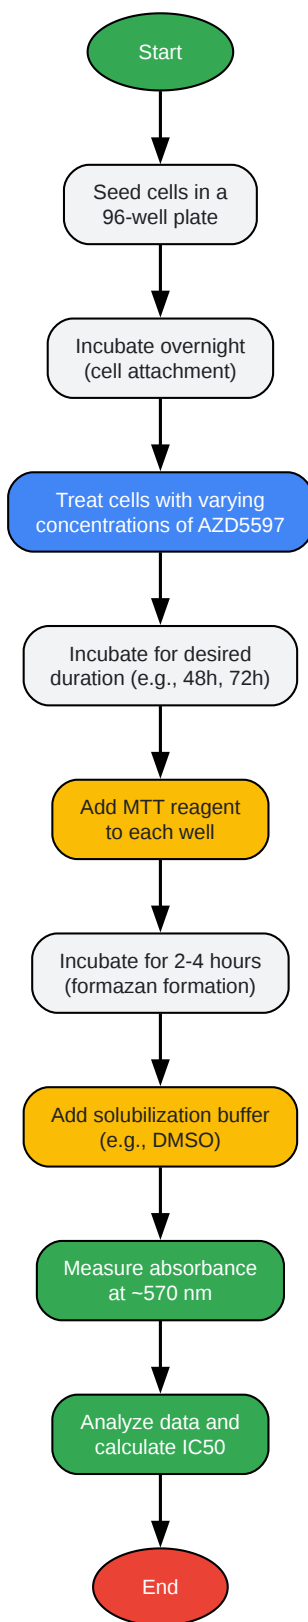 Start
Seed cells in a
96-well plate
Incubate overnight
(cell attachment)
Treat cells with varying
concentrations of AZD5597
Incubate for desired
duration (e.g., 48h, 72h)
Add MTT reagent
to each well
Incubate for 2-4 hours
(formazan formation)
Add solubilization buffer
(e.g., DMSO)
Measure absorbance
at ~570 nm
Analyze data and
calculate IC50
End